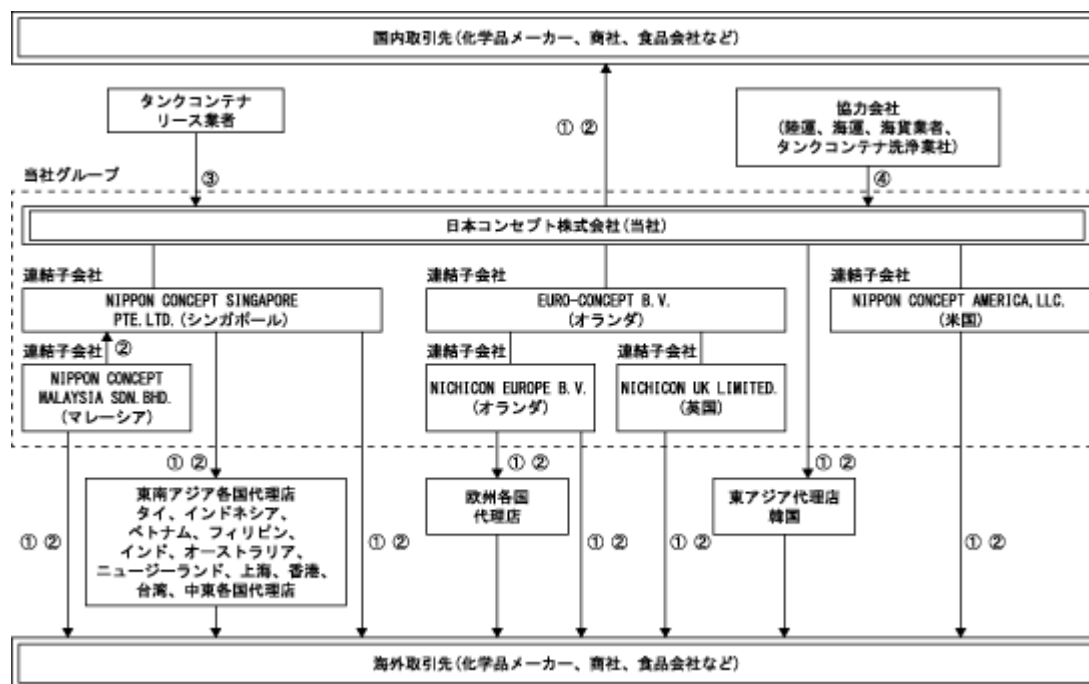 国内取引先(化学品メーカー、商社、食品会社など)
タンクコンテナ
リース業者
① ②
協力会社
(陸運、海運、海貨業者、
タンクコンテナ洗浄業社)
当社グループ
③
④
日本コンセプト株式会社(当社)
連結子会社
NIPPON CONCEPT SINGAPORE
PTE.LTD.(シンガポール)
連結子会社
EURO-CONCEPT B.V.
(オランダ)
連結子会社
NIPPON CONCEPT AMERICA,LLC.
(米国)
連結子会社
②
NIPPON CONCEPT
MALAYSIA SDN.BHD.
(マレーシア)
連結子会社
NICHICON EUROPE B.V.
(オランダ)
連結子会社
NICHICON UK LIMITED.
(英国)
① ②
① ②
① ②
東南アジア各国代理店
タイ、インドネシア、
ベトナム、フィリピン、
インド、オーストラリア、
ニュージーランド、上海、香港、
台湾、中東各国代理店
欧州各国
代理店
東アジア代理店
韓国
① ②
① ②
① ②
① ②
① ②
海外取引先(化学品メーカー、商社、食品会社など)